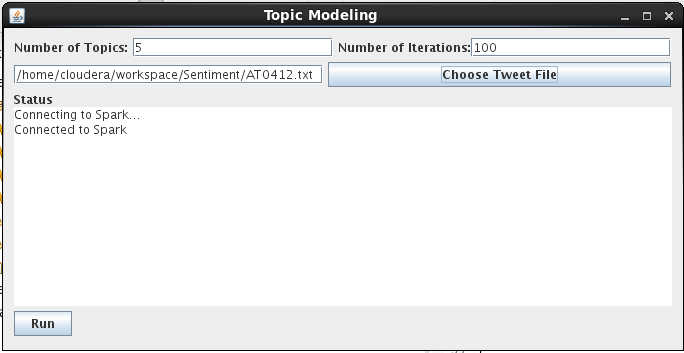 Topic Modeling
Number of Topics: 5 Number of Iterations: 100
/home/cloudera/workspace/Sentiment/AT0412.txt Choose Tweet File
Status
Connecting to Spark...
Connected to Spark
Run